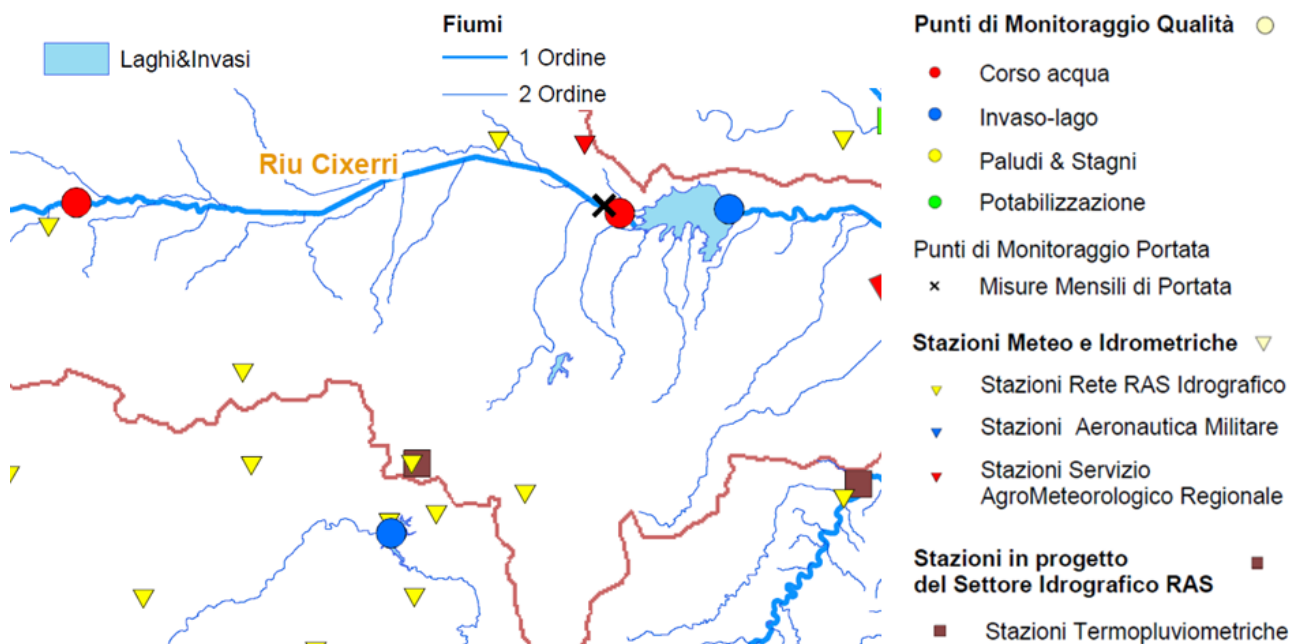 Laghi&Invasi
Fiumi
1 Ordine
2 Ordine
Riu Cixerri
Punti di Monitoraggio Qualità
Corso acqua
Invaso-lago
Paludi & Stagni
Potabilizzazione
Punti di Monitoraggio Portata
Misure Mensili di Portata
Stazioni Meteo e Idrometriche
Stazioni Rete RAS Idrografico
Stazioni Aeronautica Militare
Stazioni Servizio
AgroMeteorologico Regionale
Stazioni in progetto
del Settore Idrografico RAS
Stazioni Termopluviometriche